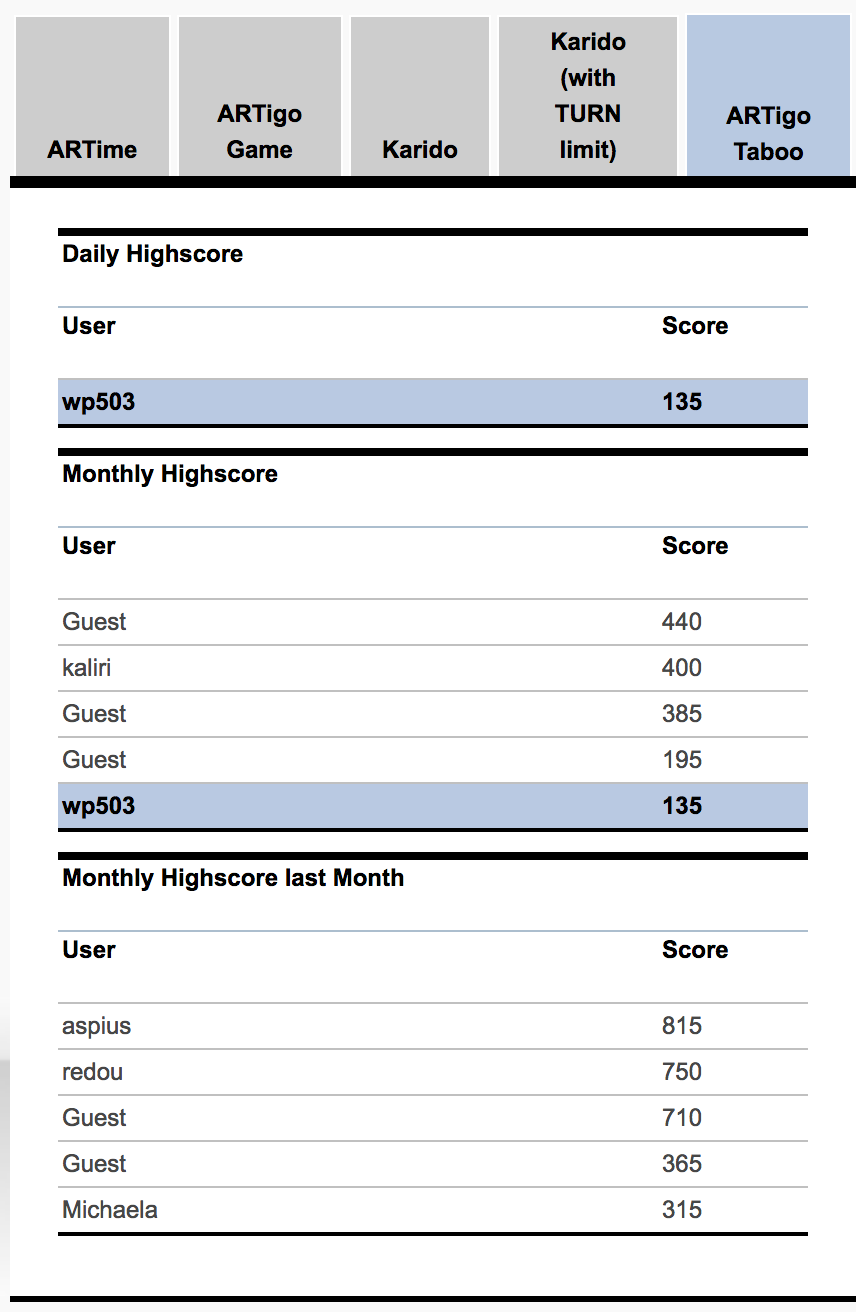 ARTime
ARTigo
Game
Karido
Karido
(with
TURN
limit)
ARTigo
Taboo
Daily Highscore
User Score
wp503 135
Monthly Highscore
User Score
Guest 440
kaliri 400
Guest 385
Guest 195
wp503 135
Monthly Highscore last Month
User Score
aspius 815
redou 750
Guest 710
Guest 365
Michaela 315